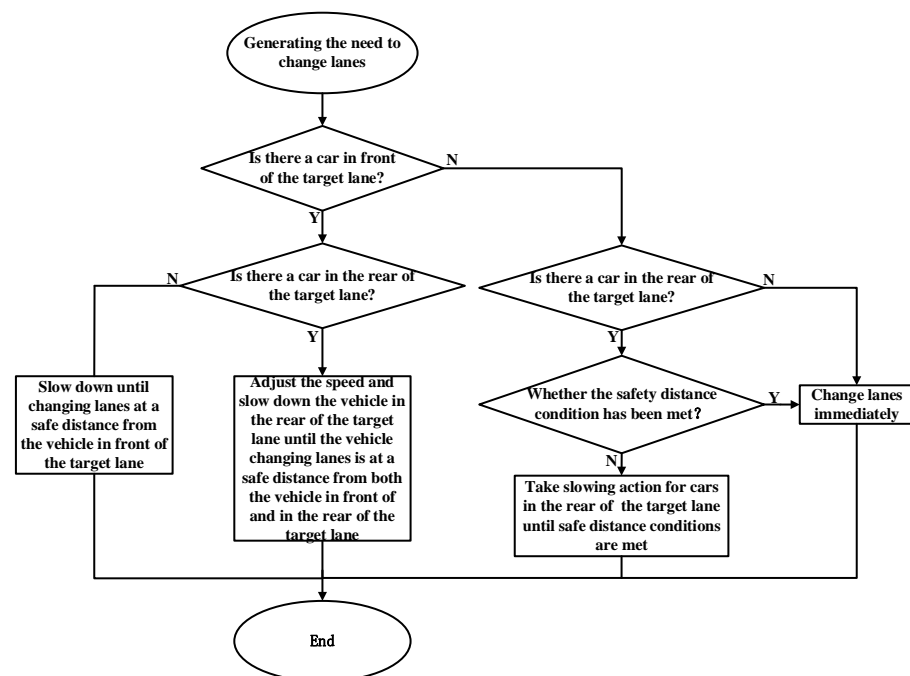 Generating the need to
change lanes
Is there a car in front
of the target lane?
N
Y
Is there a car in the rear of
the target lane?
N
Y
Is there a car in the rear of
the target lane?
N
Y
Slow down until
changing lanes at a
safe distance from
the vehicle in front of
the target lane
Adjust the speed and
slow down the vehicle in
the rear of the target
lane until the vehicle
changing lanes is at a
safe distance from both
the vehicle in front of
and in the rear of the
target lane
Whether the safety distance
condition has been met?
Y
N
Change lanes
immediately
Take slowing action for cars
in the rear of the target lane
until safe distance conditions
are met
End